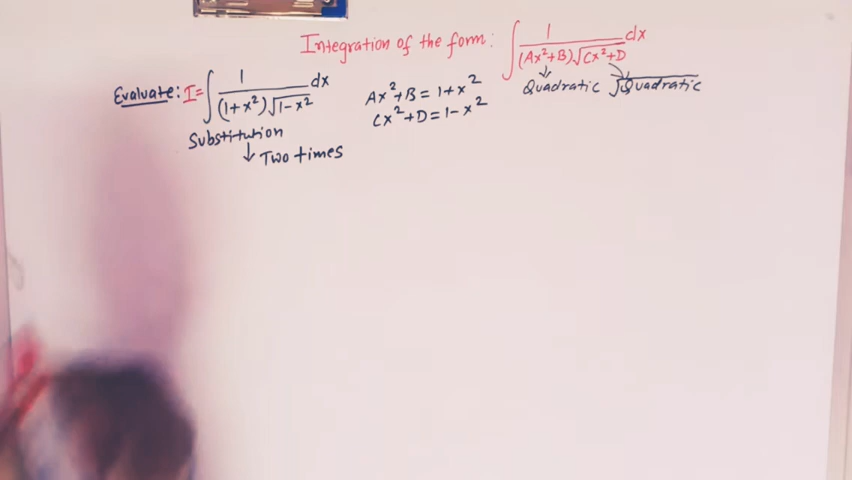 Integration of the form: ∫ 1/((Ax²+B)√(Cx²+D)) dx
Quadratic √Quadratic
Evaluate: I = ∫ 1/((1+x²)√(1-x²)) dx
Ax²+B = 1+x²
Cx²+D = 1-x²
Substitution
↓ Two times